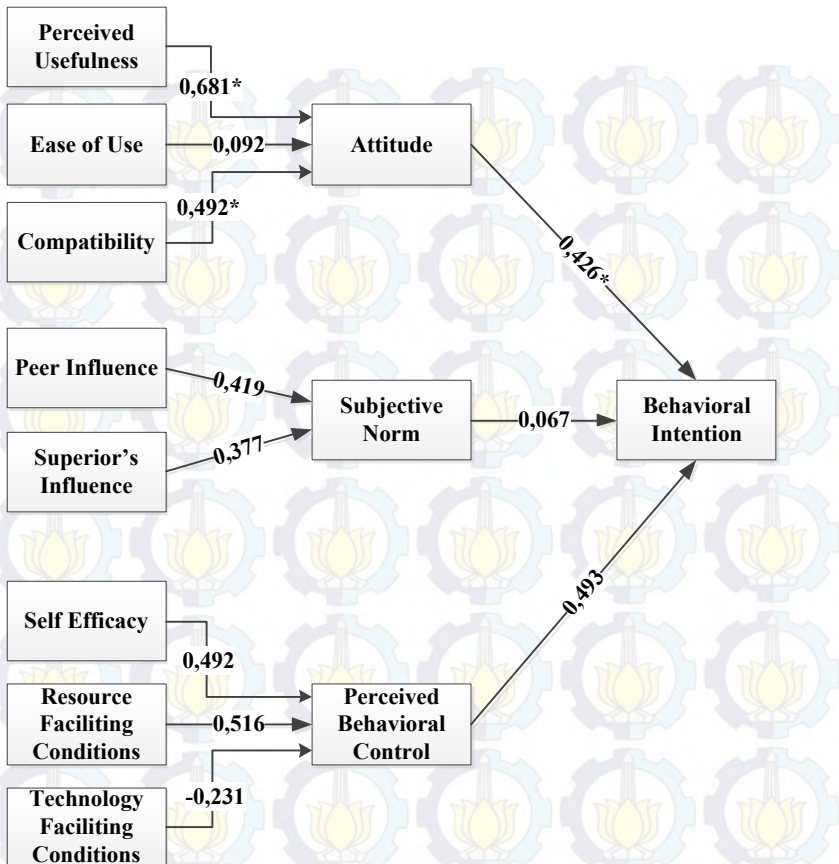 Perceived
Usefulness
0,681*
Ease of Use
0,092
Attitude
Compatibility
0,492*
0,426*
Peer Influence
0,419
Superior's
Influence
0,377
Subjective
Norm
0,067
Behavioral
Intention
Self Efficacy
0,492
Resource
Faciliting
Conditions
0,516
Perceived
Behavioral
Control
0,493
Technology
Faciliting
Conditions
-0,231